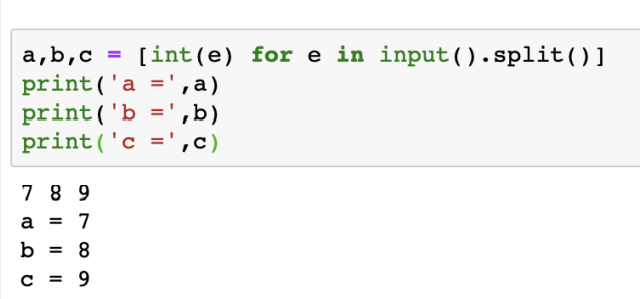 a,b,c = [int(e) for e in input().split()]
print('a =',a)
print('b =',b)
print('c =',c)
7 8 9
a = 7
b = 8
c = 9